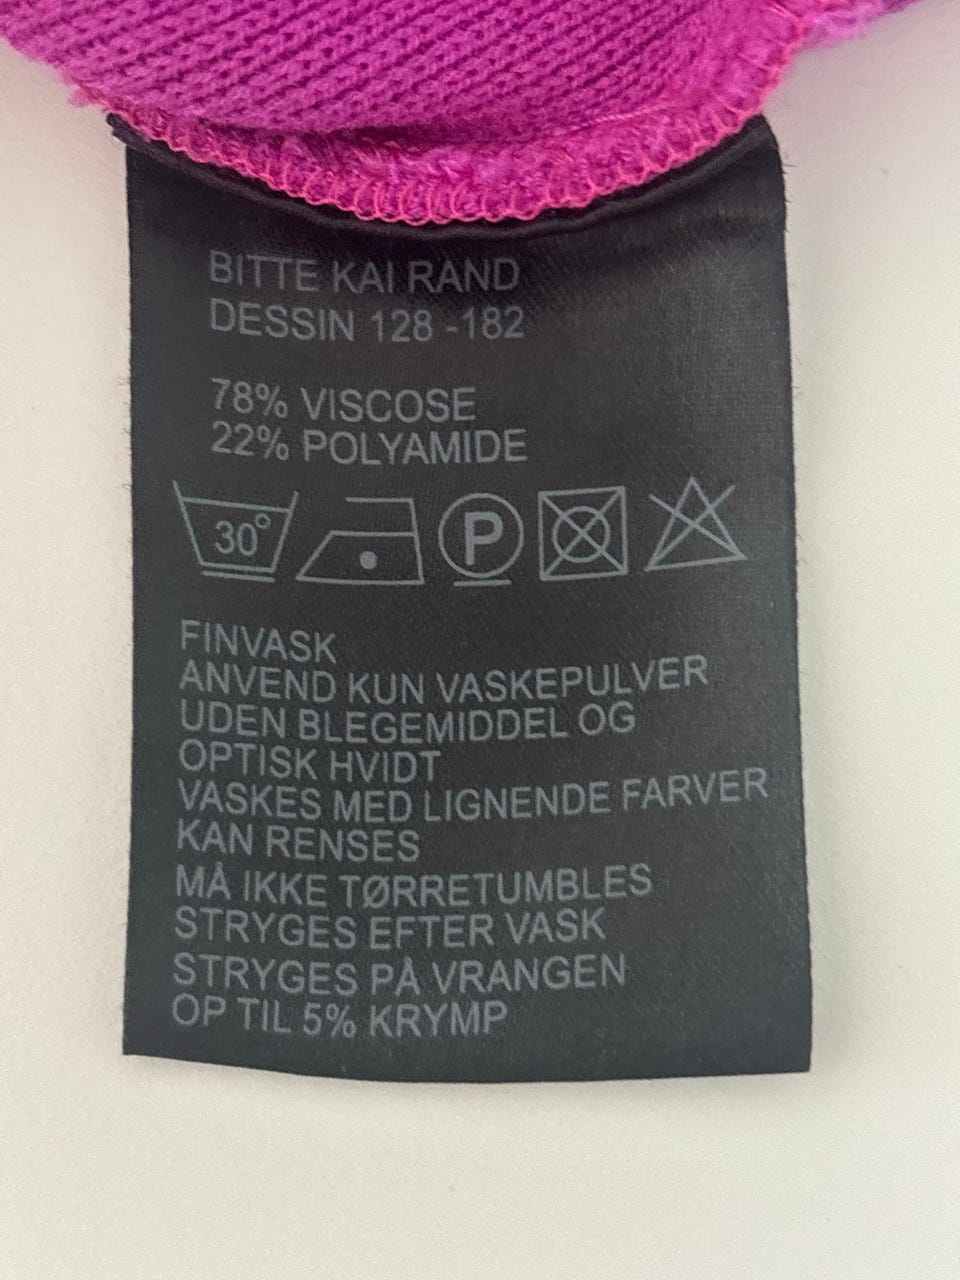 BITTE KAI RAND
DESSIN 128 -182
78% VISCOSE
22% POLYAMIDE
30° P
FINVASK
ANVEND KUN VASKEPULVER
UDEN BLEGEMIDDEL OG
OPTISK HVIDT
VASKES MED LIGNENDE FARVER
KAN RENSES
MÅ IKKE TØRRETUMBLES
STRYGES EFTER VASK
STRYGES PÅ VRANGEN
OP TIL 5% KRYMP